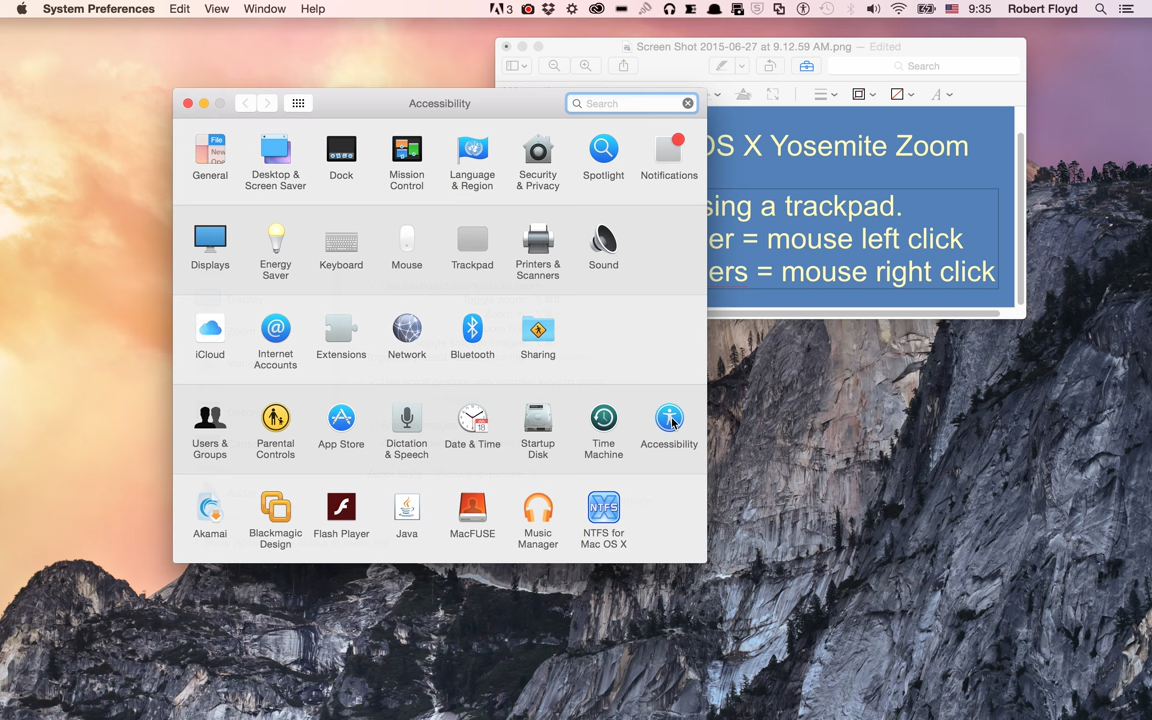 System Preferences Edit View Window Help 3 9:35 Robert Floyd
Screen Shot 2015-06-27 at 9.12.59 AM.png — Edited
Search
Accessibility
Search
OS X Yosemite Zoom
sing a trackpad.
er = mouse left click
ers = mouse right click
File
New
General
Desktop &
Screen Saver
Dock
Mission
Control
Language
& Region
Security
& Privacy
Spotlight
Notifications
Displays
Energy
Saver
Keyboard
Mouse
Trackpad
Printers &
Scanners
Sound
iCloud
Internet
Accounts
Extensions
Network
Bluetooth
Sharing
Users &
Groups
Parental
Controls
App Store
Dictation
& Speech
JAN
18
Date & Time
Startup
Disk
Time
Machine
Accessibility
Akamai
Blackmagic
Design
Flash Player
Java
MacFUSE
Music
Manager
NTFS
NTFS for
Mac OS X